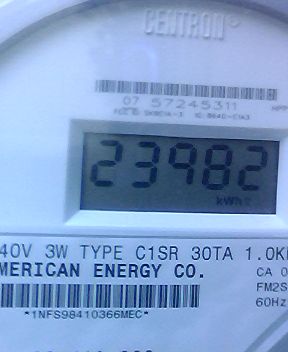 CENTRON®
07 57245311
23982
kWh
40V 3W TYPE C1SR 30TA 1.0K
MERICAN ENERGY CO.
CA 0
FM2S
60Hz
*1NFS98410366MEC*